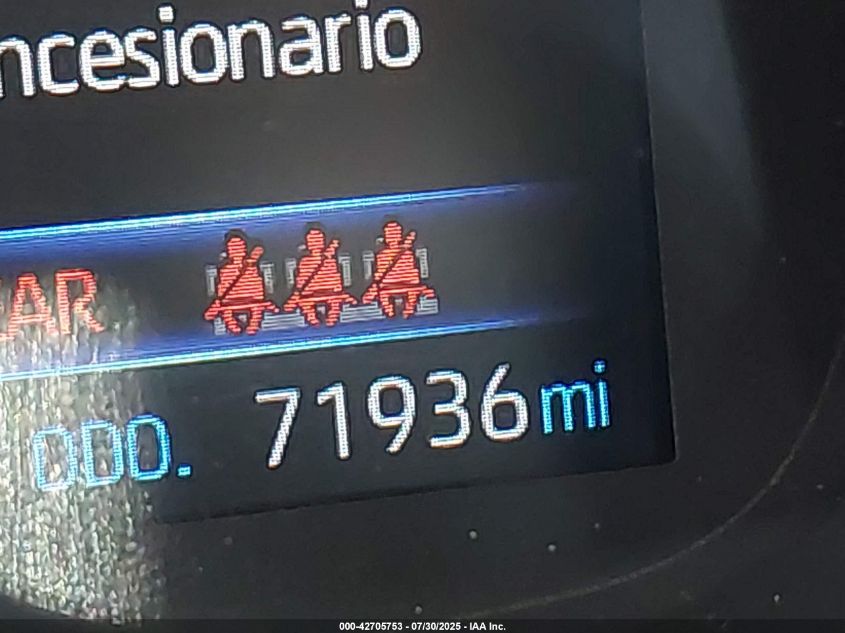 ncesionario
AR
ODO. 71936mi
000-42705753 - 07/30/2025 - IAA Inc.